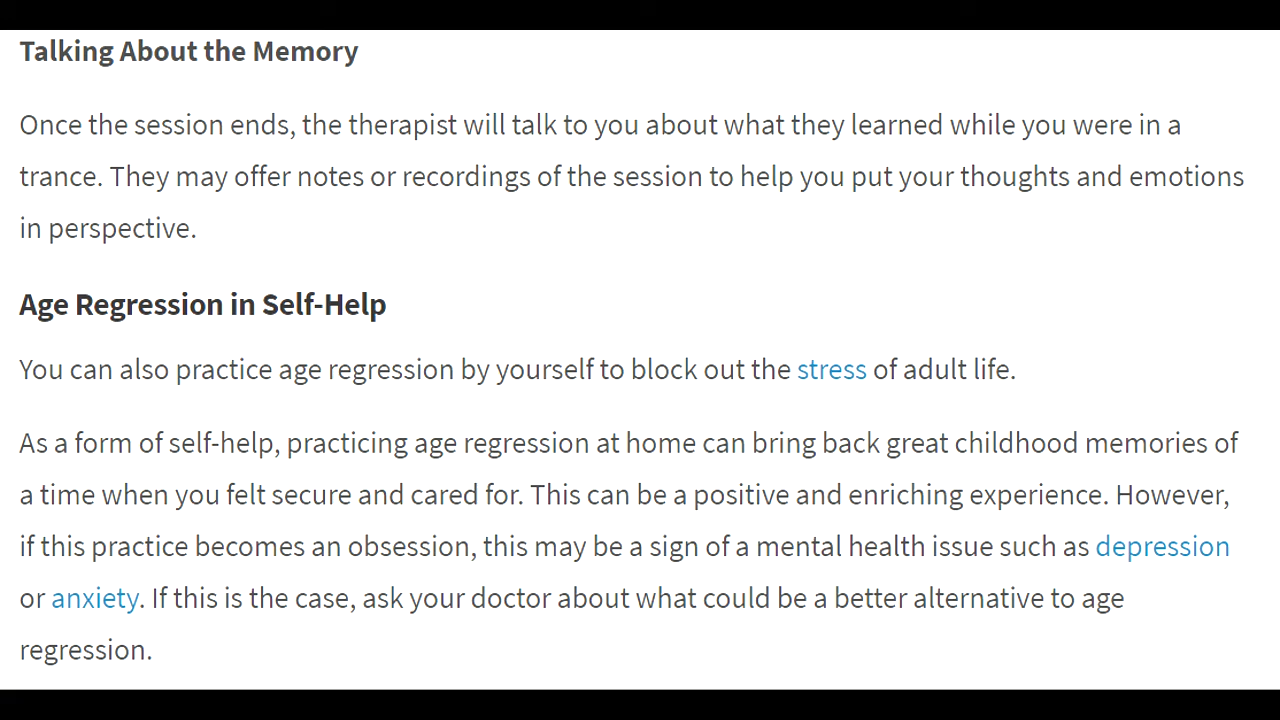 Talking About the Memory
Once the session ends, the therapist will talk to you about what they learned while you were in a
trance. They may offer notes or recordings of the session to help you put your thoughts and emotions
in perspective.
Age Regression in Self-Help
You can also practice age regression by yourself to block out the stress of adult life.
As a form of self-help, practicing age regression at home can bring back great childhood memories of
a time when you felt secure and cared for. This can be a positive and enriching experience. However,
if this practice becomes an obsession, this may be a sign of a mental health issue such as depression
or anxiety. If this is the case, ask your doctor about what could be a better alternative to age
regression.